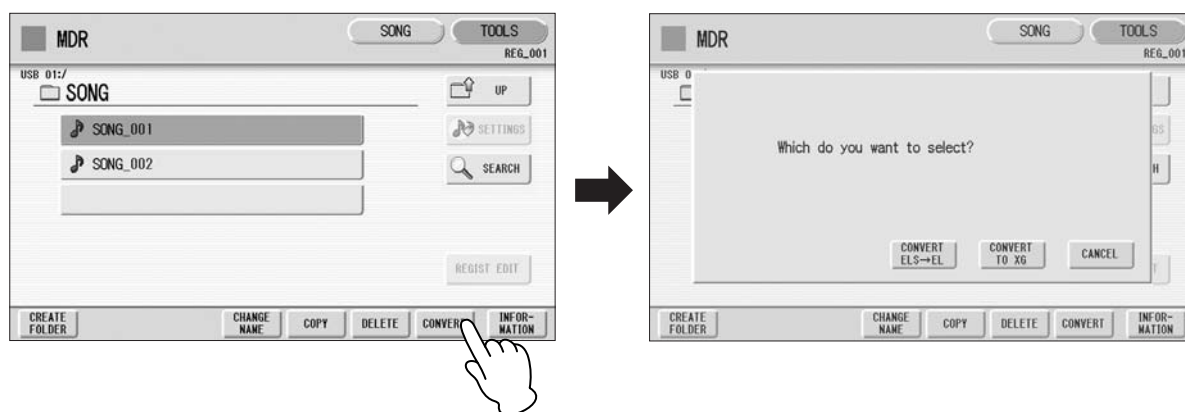 MDR
SONG
TOOLS
REG_001
USB 01:/
SONG
UP
SONG_001
SETTINGS
SONG_002
SEARCH
REGIST EDIT
CREATE
FOLDER
CHANGE
NAME
COPY
DELETE
INFOR-
MATION
MDR
SONG
TOOLS
REG_001
USB
Which do you want to select?
CONVERT
ELS→EL
CONVERT
TO XG
CANCEL
CREATE
FOLDER
CHANGE
NAME
COPY
DELETE
CONVERT
INFOR-
MATION